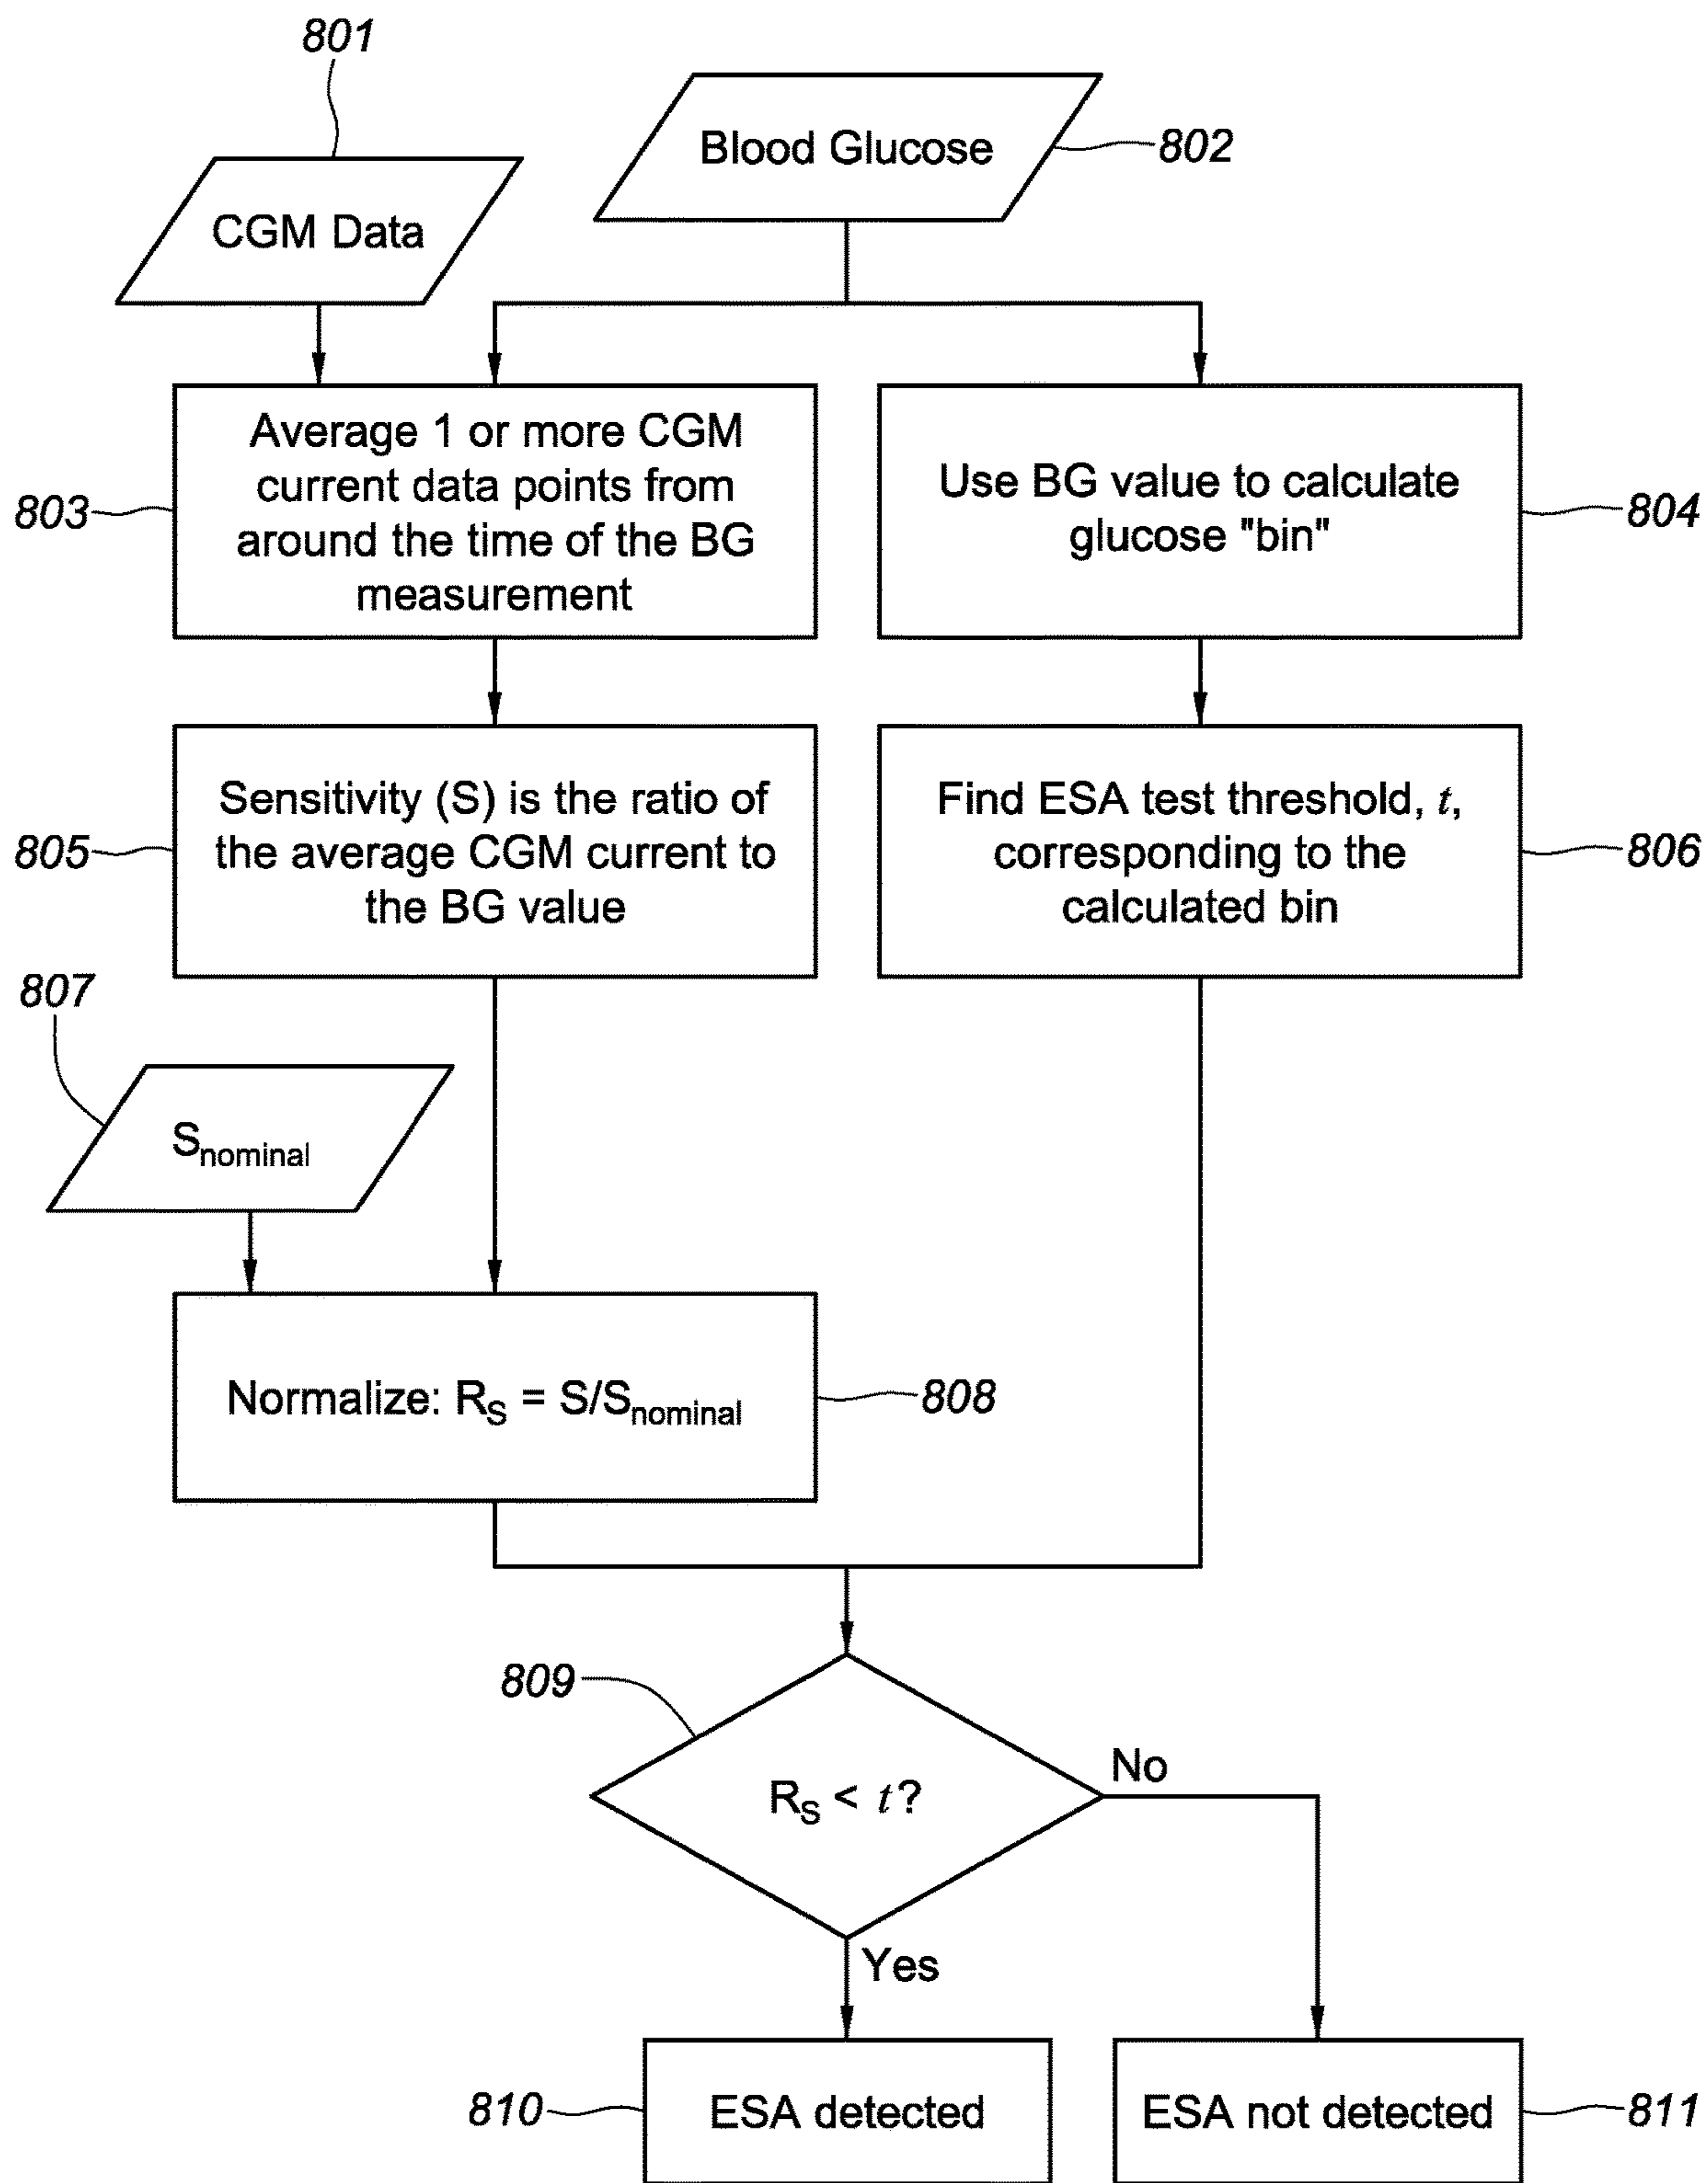 801
Blood Glucose
802
CGM Data
Average 1 or more CGM
current data points from
around the time of the BG
measurement
803
Use BG value to calculate
glucose "bin"
804
Sensitivity (S) is the ratio of
the average CGM current to
the BG value
805
Find ESA test threshold, t,
corresponding to the
calculated bin
806
807
Snominal
Normalize: RS = S/Snominal
808
809
RS < t?
No
Yes
810
ESA detected
ESA not detected
811